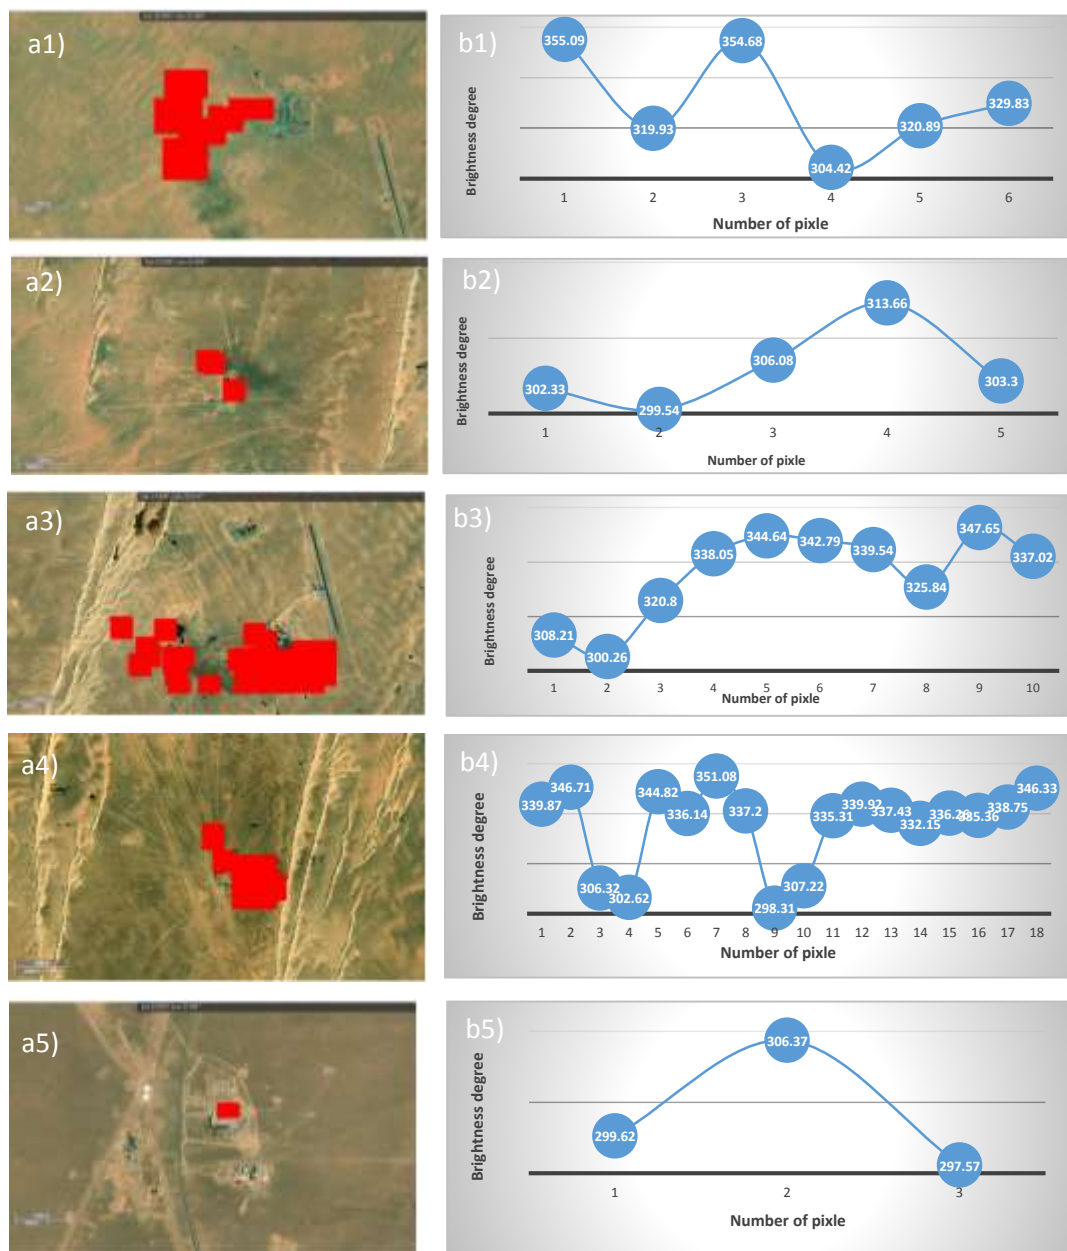 a1)
b1)
Brightness degree
355.09
319.93
354.68
304.42
320.89
329.83
1 2 3 4 5 6
Number of pixle
a2)
b2)
Brightness degree
302.33
299.54
306.08
313.66
303.3
1 2 3 4 5
Number of pixle
a3)
b3)
Brightness degree
308.21
300.26
320.8
338.05
344.64
342.79
339.54
325.84
347.65
337.02
1 2 3 4 5 6 7 8 9 10
Number of pixle
a4)
b4)
Brightness degree
339.87
346.71
306.32
302.62
344.82
336.14
351.08
337.2
298.31
307.22
335.31
339.92
337.43
332.15
335.36
338.75
346.33
1 2 3 4 5 6 7 8 9 10 11 12 13 14 15 16 17 18
Number of pixle
a5)
b5)
Brightness degree
299.62
306.37
297.57
1 2 3
Number of pixle